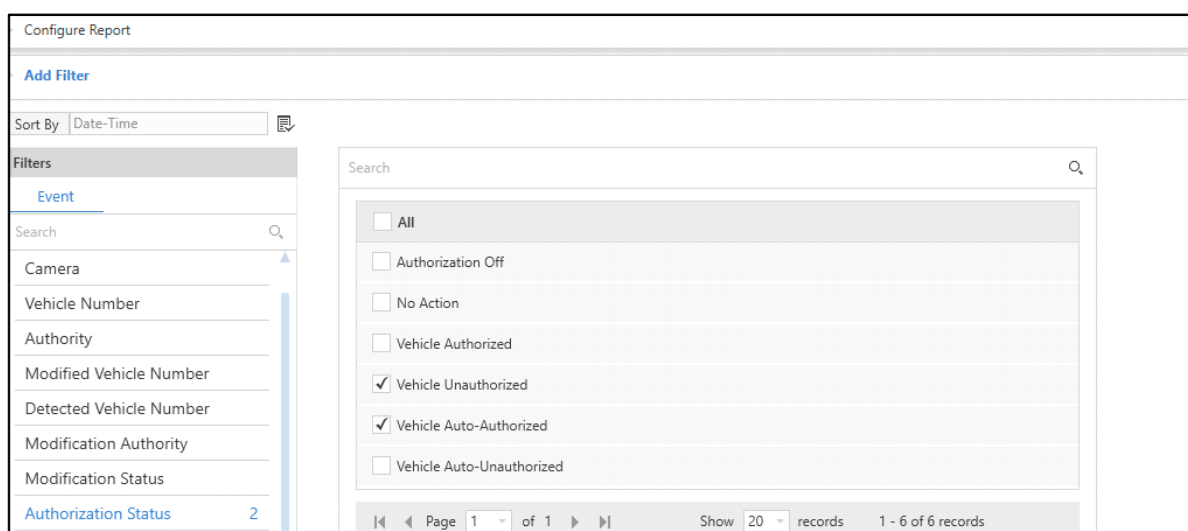 Configure Report
Add Filter
Sort By Date-Time
Filters
Event
Search
Camera
Vehicle Number
Authority
Modified Vehicle Number
Detected Vehicle Number
Modification Authority
Modification Status
Authorization Status 2
Search
All
Authorization Off
No Action
Vehicle Authorized
Vehicle Unauthorized
Vehicle Auto-Authorized
Vehicle Auto-Unauthorized
Page 1 of 1 Show 20 records 1 - 6 of 6 records